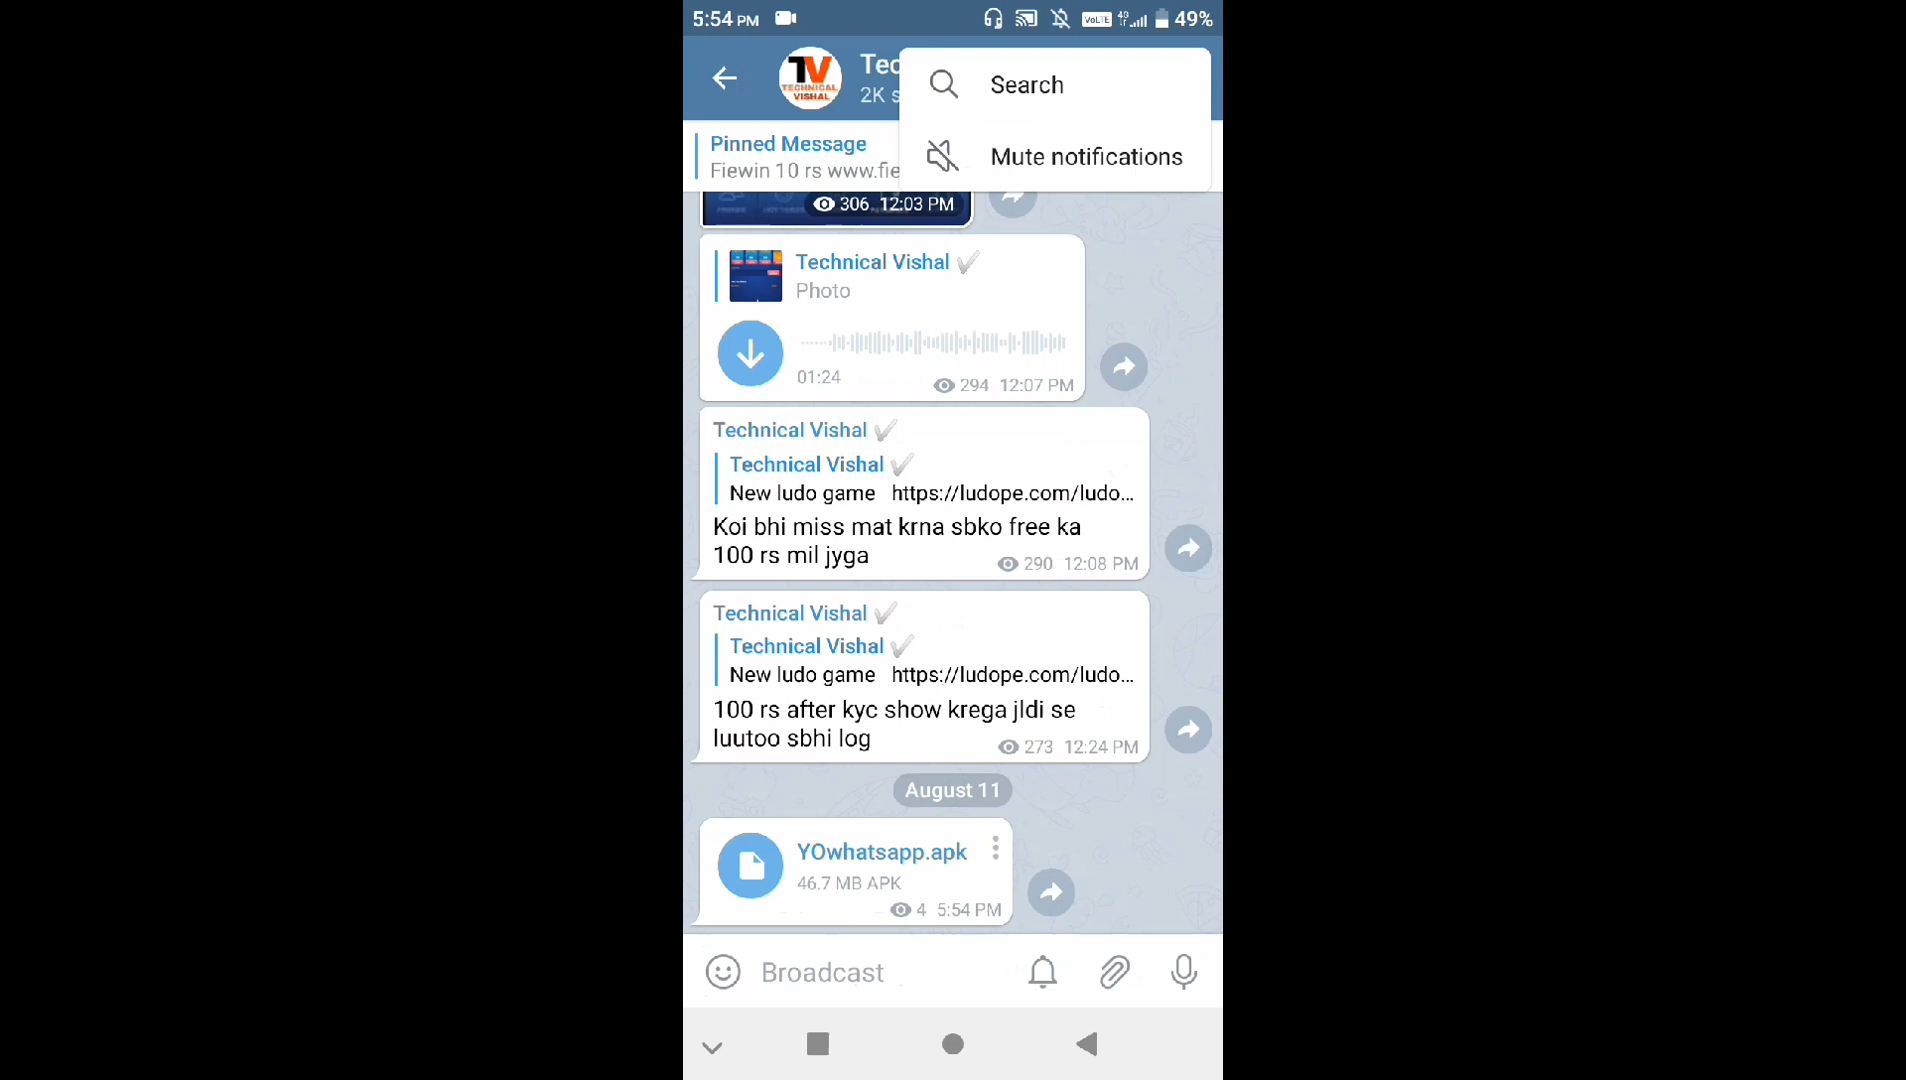 5:54 PM
VoLTE 4G 49%
TV
TECHNICAL
VISHAL
Tec
2K s
Search
Mute notifications
Pinned Message
Fiewin 10 rs www.fie
306 12:03 PM
Technical Vishal
Photo
01:24
294 12:07 PM
Technical Vishal
Technical Vishal
New ludo game https://ludope.com/ludo...
Koi bhi miss mat krna sbko free ka
100 rs mil jyga
290 12:08 PM
Technical Vishal
Technical Vishal
New ludo game https://ludope.com/ludo...
100 rs after kyc show krega jldi se
luutoo sbhi log
273 12:24 PM
August 11
YOwhatsapp.apk
46.7 MB APK
4 5:54 PM
Broadcast